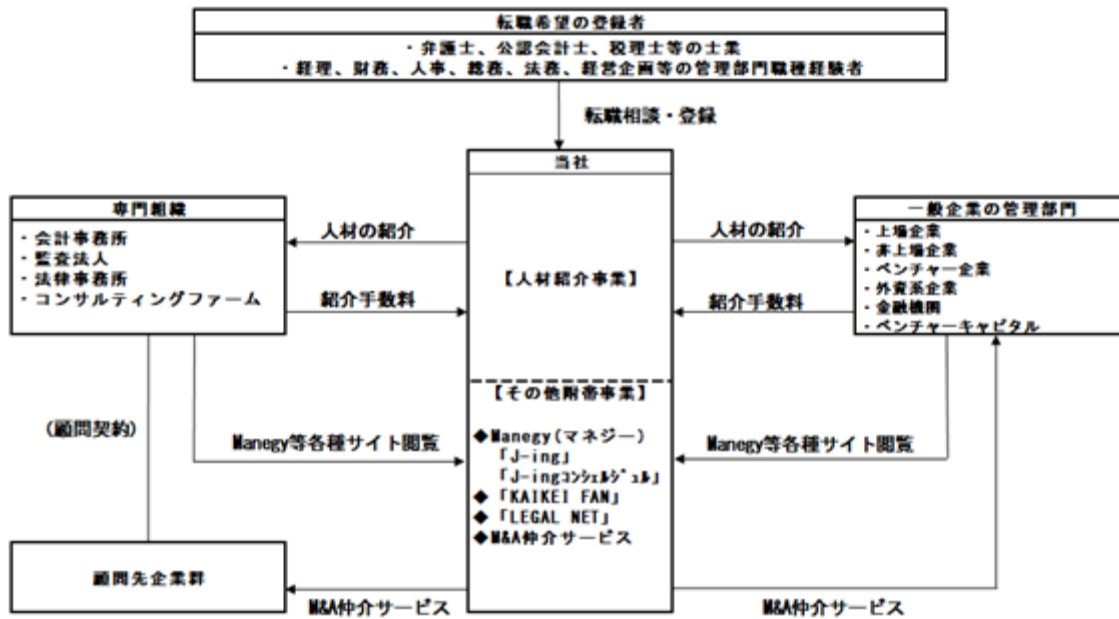 転職希望の登録者
・弁護士、公認会計士、税理士等の士業
・経理、財務、人事、総務、法務、経営企画等の管理部門職種経験者
転職相談・登録
当社
専門組織
・会計事務所
・監査法人
・法律事務所
・コンサルティングファーム
人材の紹介
紹介手数料
【人材紹介事業】
人材の紹介
紹介手数料
一般企業の管理部門
・上場企業
・非上場企業
・ベンチャー企業
・外資系企業
・金融機関
・ベンチャーキャピタル
【その他附帯事業】
◆Manegy(マネジー)
「J-ing」
「J-ingコンシェルジュル」
◆「KAIKEI FAN」
◆「LEGAL NET」
◆M&A仲介サービス
(顧問契約)
Manegy等各種サイト閲覧
Manegy等各種サイト閲覧
顧問先企業群
M&A仲介サービス
M&A仲介サービス